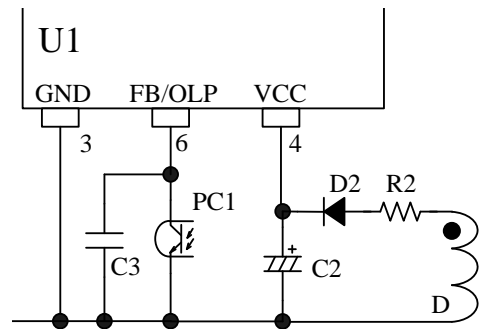 U1
GND FB/OLP VCC
3 6 4
D2 R2
PC1
C3 C2
D